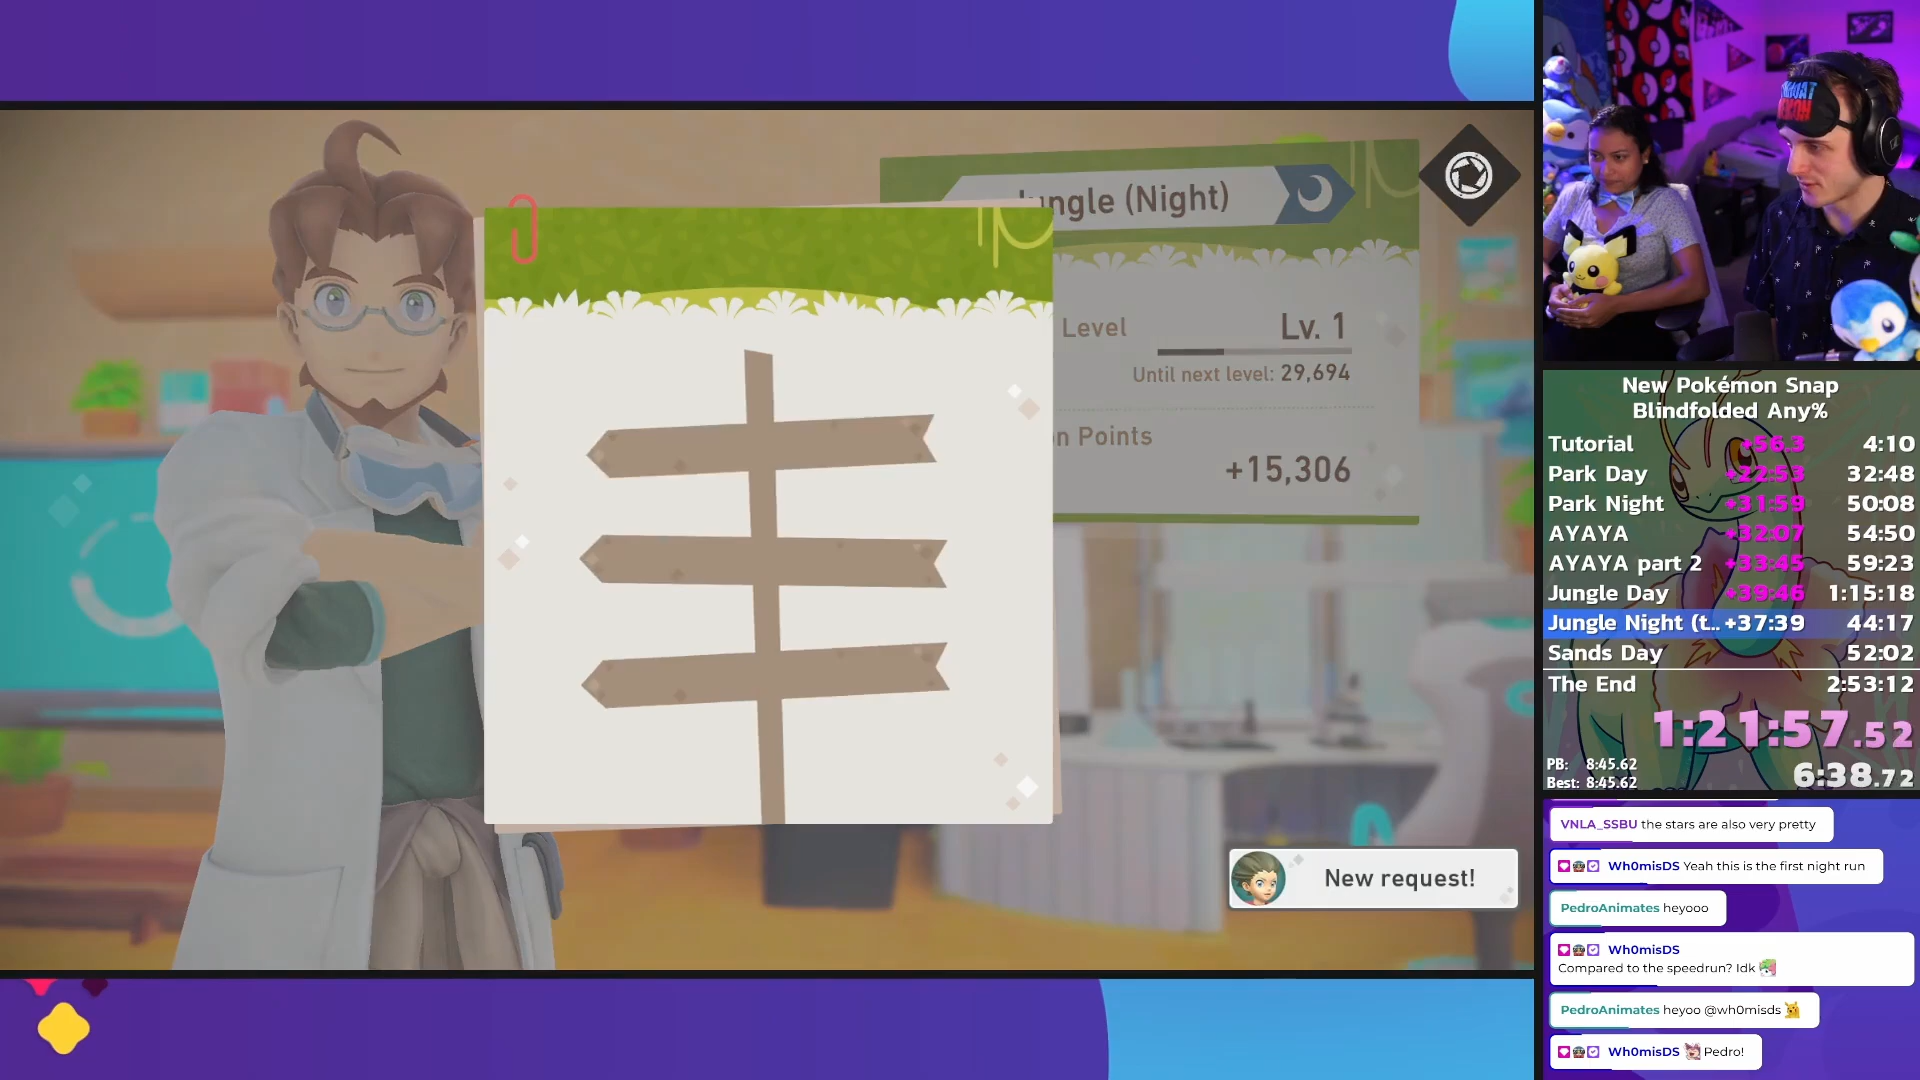 Jungle (Night)
Level
Lv. 1
Until next level: 29,694
n Points
+15,306
New request!
New Pokémon Snap
Blindfolded Any%
Tutorial +56.3 4:10
Park Day +22:53 32:48
Park Night +31:59 50:08
AYAYA +32:07 54:50
AYAYA part 2 +33:45 59:23
Jungle Day +39:46 1:15:18
Jungle Night (t... +37:39 44:17
Sands Day 52:02
The End 2:53:12
1:21:57.52
PB: 8:45.62
Best: 8:45.62
6:38.72
VNLA_SSBU the stars are also very pretty
Wh0misDS Yeah this is the first night run
PedroAnimates heyooo
Wh0misDS
Compared to the speedrun? Idk
PedroAnimates heyoo @wh0misds
Wh0misDS Pedro!